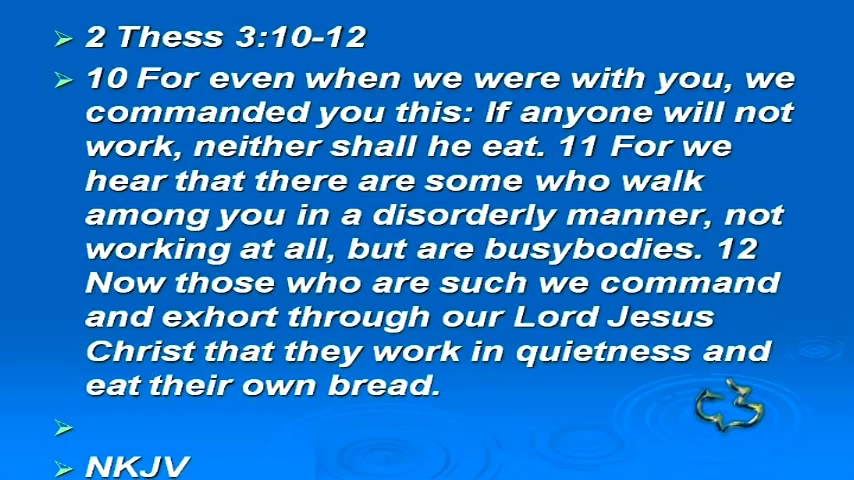 2 Thess 3:10-12
10 For even when we were with you, we
commanded you this: If anyone will not
work, neither shall he eat. 11 For we
hear that there are some who walk
among you in a disorderly manner, not
working at all, but are busybodies. 12
Now those who are such we command
and exhort through our Lord Jesus
Christ that they work in quietness and
eat their own bread.
NKJV